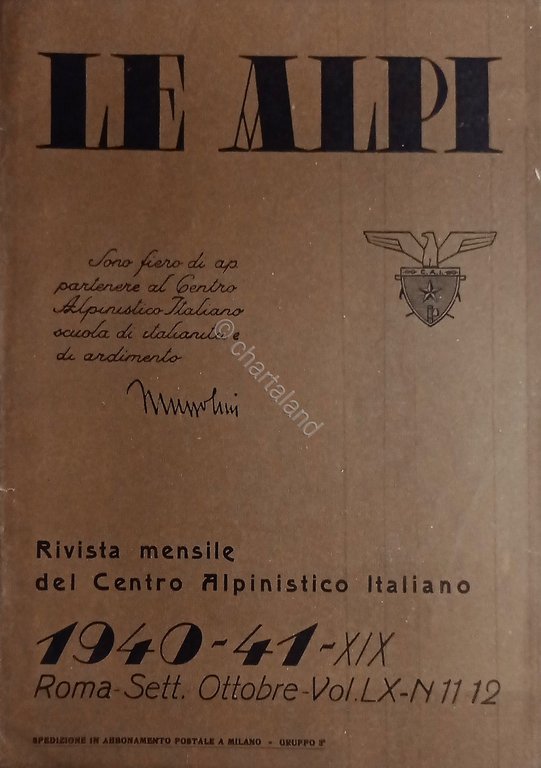 LE ALPI
Sono fiero di ap
partenere al Centro
Alpinistico Italiano
scuola di italianità e
di ardimento
Mussolini
C.A.I.
© chartaland
Rivista mensile
del Centro Alpinistico Italiano
1940-41-XIX
Roma-Sett. Ottobre-Vol. LX-N 11 12
SPEDIZIONE IN ABBONAMENTO POSTALE A MILANO - GRUPPO 3°